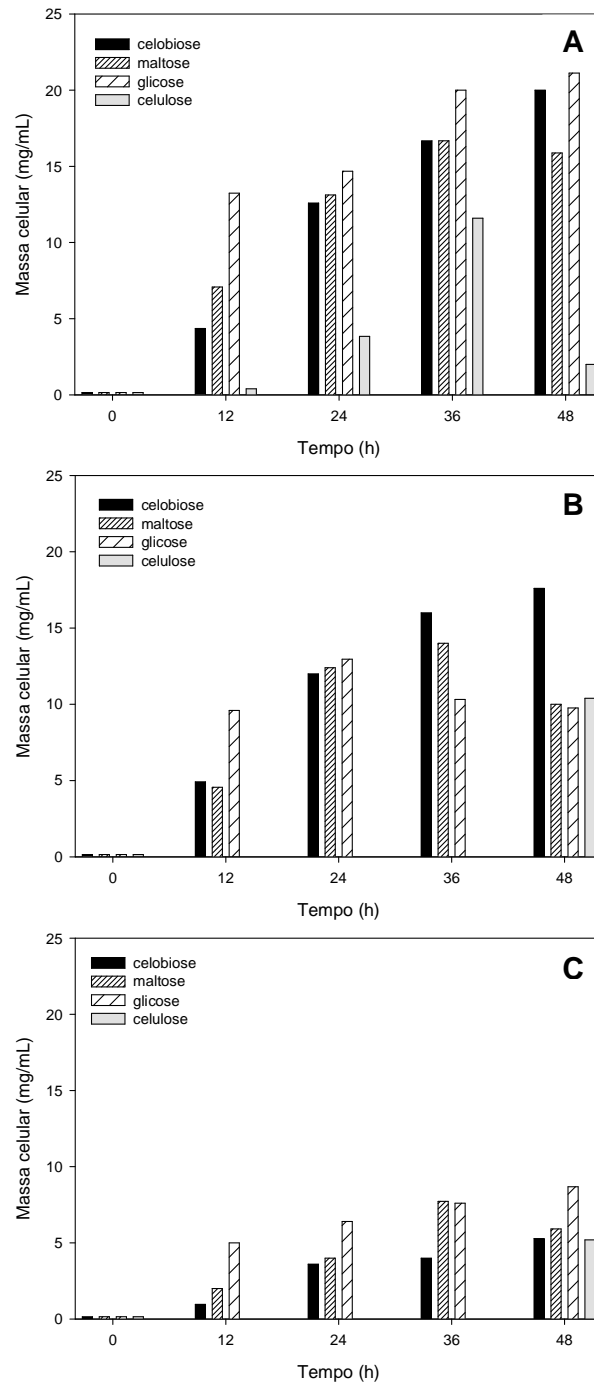 A
celobiose
maltose
glicose
celulose
25
20
15
10
5
0
Massa celular (mg/mL)
0 12 24 36 48
Tempo (h)
B
celobiose
maltose
glicose
celulose
25
20
15
10
5
0
Massa celular (mg/mL)
0 12 24 36 48
Tempo (h)
C
celobiose
maltose
glicose
celulose
25
20
15
10
5
0
Massa celular (mg/mL)
0 12 24 36 48
Tempo (h)